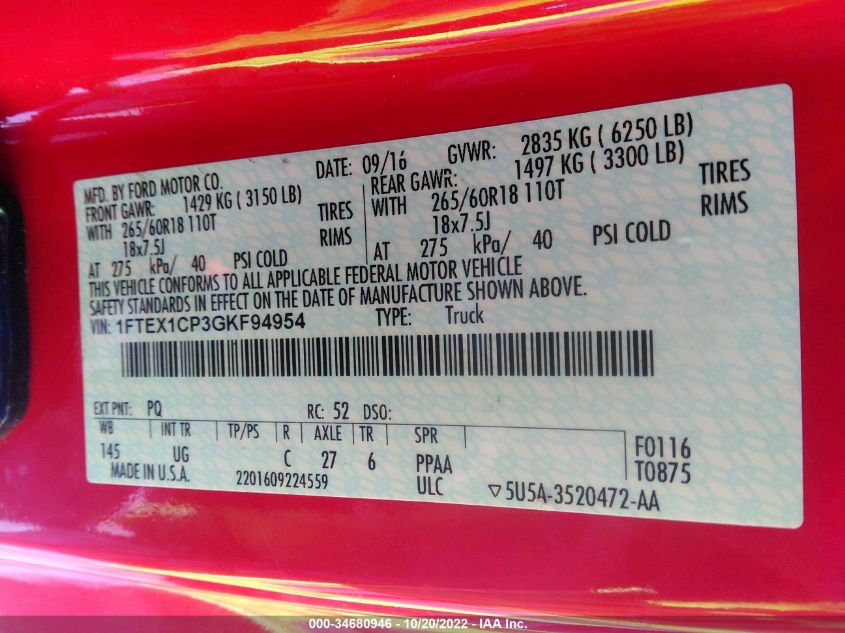 MFD. BY FORD MOTOR CO.
DATE: 09/16 GVWR: 2835 KG ( 6250 LB)
FRONT GAWR: 1429 KG ( 3150 LB)
WITH 265/60R18 110T TIRES
18x7.5J RIMS
AT 275 kPa/ 40 PSI COLD
REAR GAWR: 1497 KG ( 3300 LB)
WITH 265/60R18 110T TIRES
18x7.5J RIMS
AT 275 kPa/ 40 PSI COLD
THIS VEHICLE CONFORMS TO ALL APPLICABLE FEDERAL MOTOR VEHICLE
SAFETY STANDARDS IN EFFECT ON THE DATE OF MANUFACTURE SHOWN ABOVE.
VIN: 1FTEX1CP3GKF94954 TYPE: Truck
EXT PNT: PQ RC: 52 DSO:
WB INT TR TP/PS R AXLE TR SPR
145 UG C 27 6 PPAA
F0116
T0875
MADE IN U.S.A. 2201609224559 ULC ▽5U5A-3520472-AA
000-34680946 - 10/20/2022 - IAA Inc.